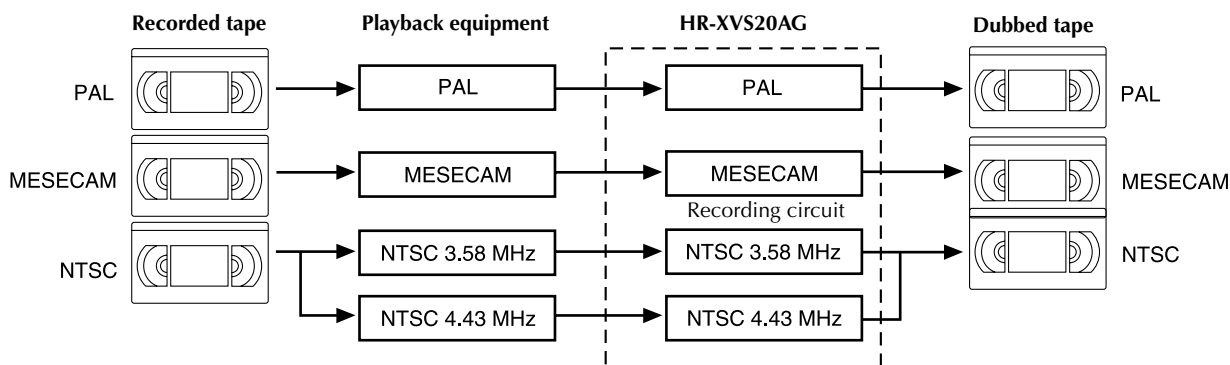 Recorded tape
Playback equipment
HR-XVS20AG
Dubbed tape
PAL
PAL
PAL
PAL
MESECAM
MESECAM
MESECAM
MESECAM
Recording circuit
NTSC
NTSC 3.58 MHz
NTSC 3.58 MHz
NTSC
NTSC 4.43 MHz
NTSC 4.43 MHz